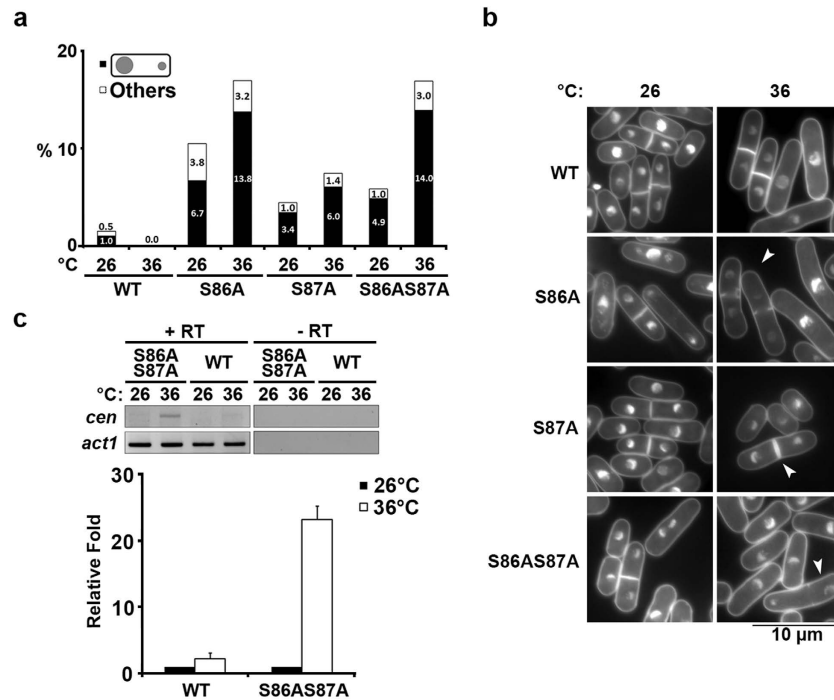 a
20
Others
% 10
0
3.8
6.7
3.2
13.8
1.0
3.4
1.4
6.0
1.0
4.9
3.0
14.0
0.5
1.0
0.0
°C 26 36 26 36 26 36 26 36
WT S86A S87A S86AS87A
b
°C: 26 36
WT
S86A
S87A
S86AS87A
10 µm
c
+ RT - RT
S86A S87A WT S86A S87A WT
°C: 26 36 26 36 26 36 26 36
cen
act1
30
20
10
0
Relative Fold
26°C
36°C
WT S86AS87A